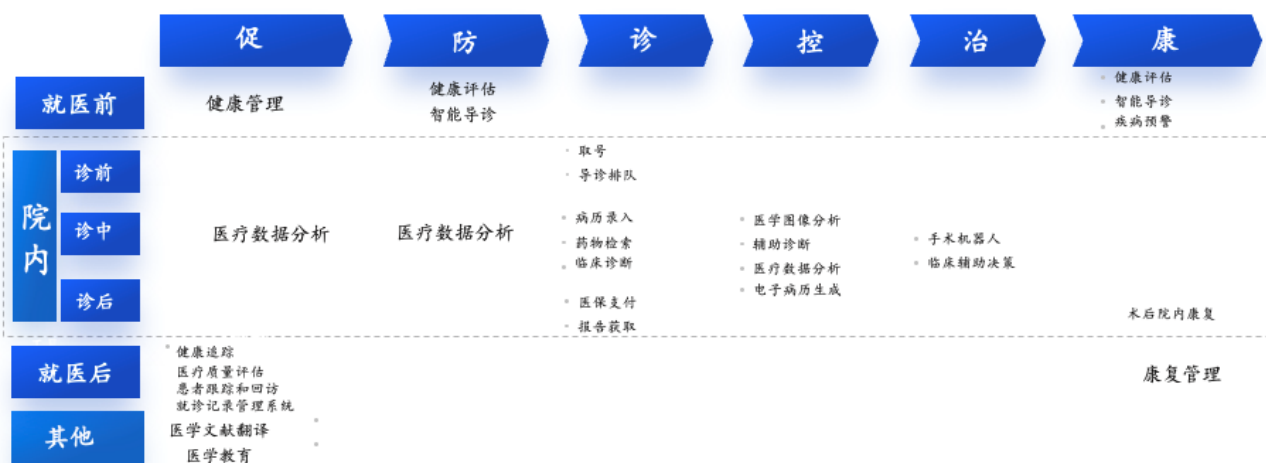 促
防
诊
控
治
康
就医前
健康管理
健康评估
智能导诊
健康评估
智能导诊
疾病预警
院内
诊前
取号
导诊排队
诊中
医疗数据分析
医疗数据分析
病历录入
药物检索
临床诊断
医学图像分析
辅助诊断
医疗数据分析
电子病历生成
手术机器人
临床辅助决策
诊后
医保支付
报告获取
术后院内康复
就医后
健康追踪
医疗质量评估
患者跟踪和回访
就诊记录管理系统
康复管理
其他
医学文献翻译
医学教育